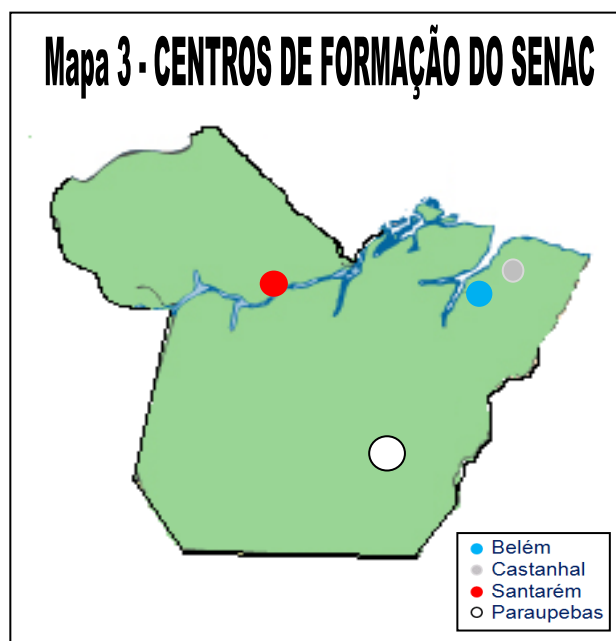 Mapa 3 - CENTROS DE FORMAÇÃO DO SENAC
Belém
Castanhal
Santarém
Paraupebas